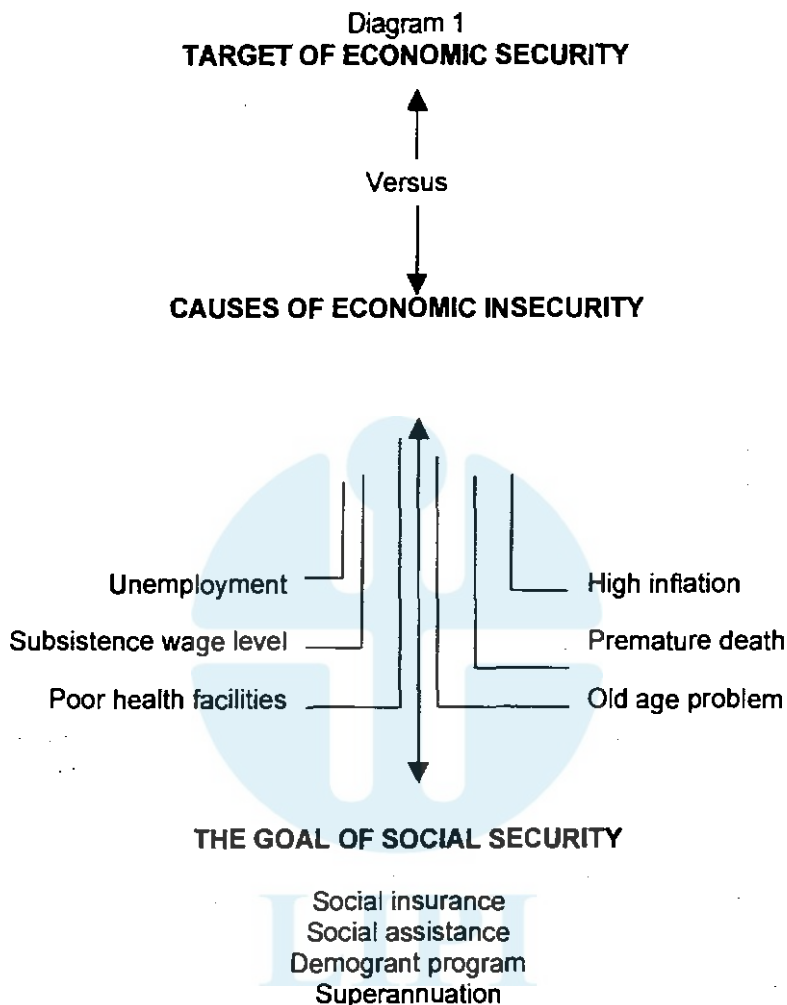 Diagram 1
TARGET OF ECONOMIC SECURITY
Versus
CAUSES OF ECONOMIC INSECURITY
Unemployment
High inflation
Subsistence wage level
Premature death
Poor health facilities
Old age problem
THE GOAL OF SOCIAL SECURITY
LIPI
Social insurance
Social assistance
Demogrant program
Superannuation